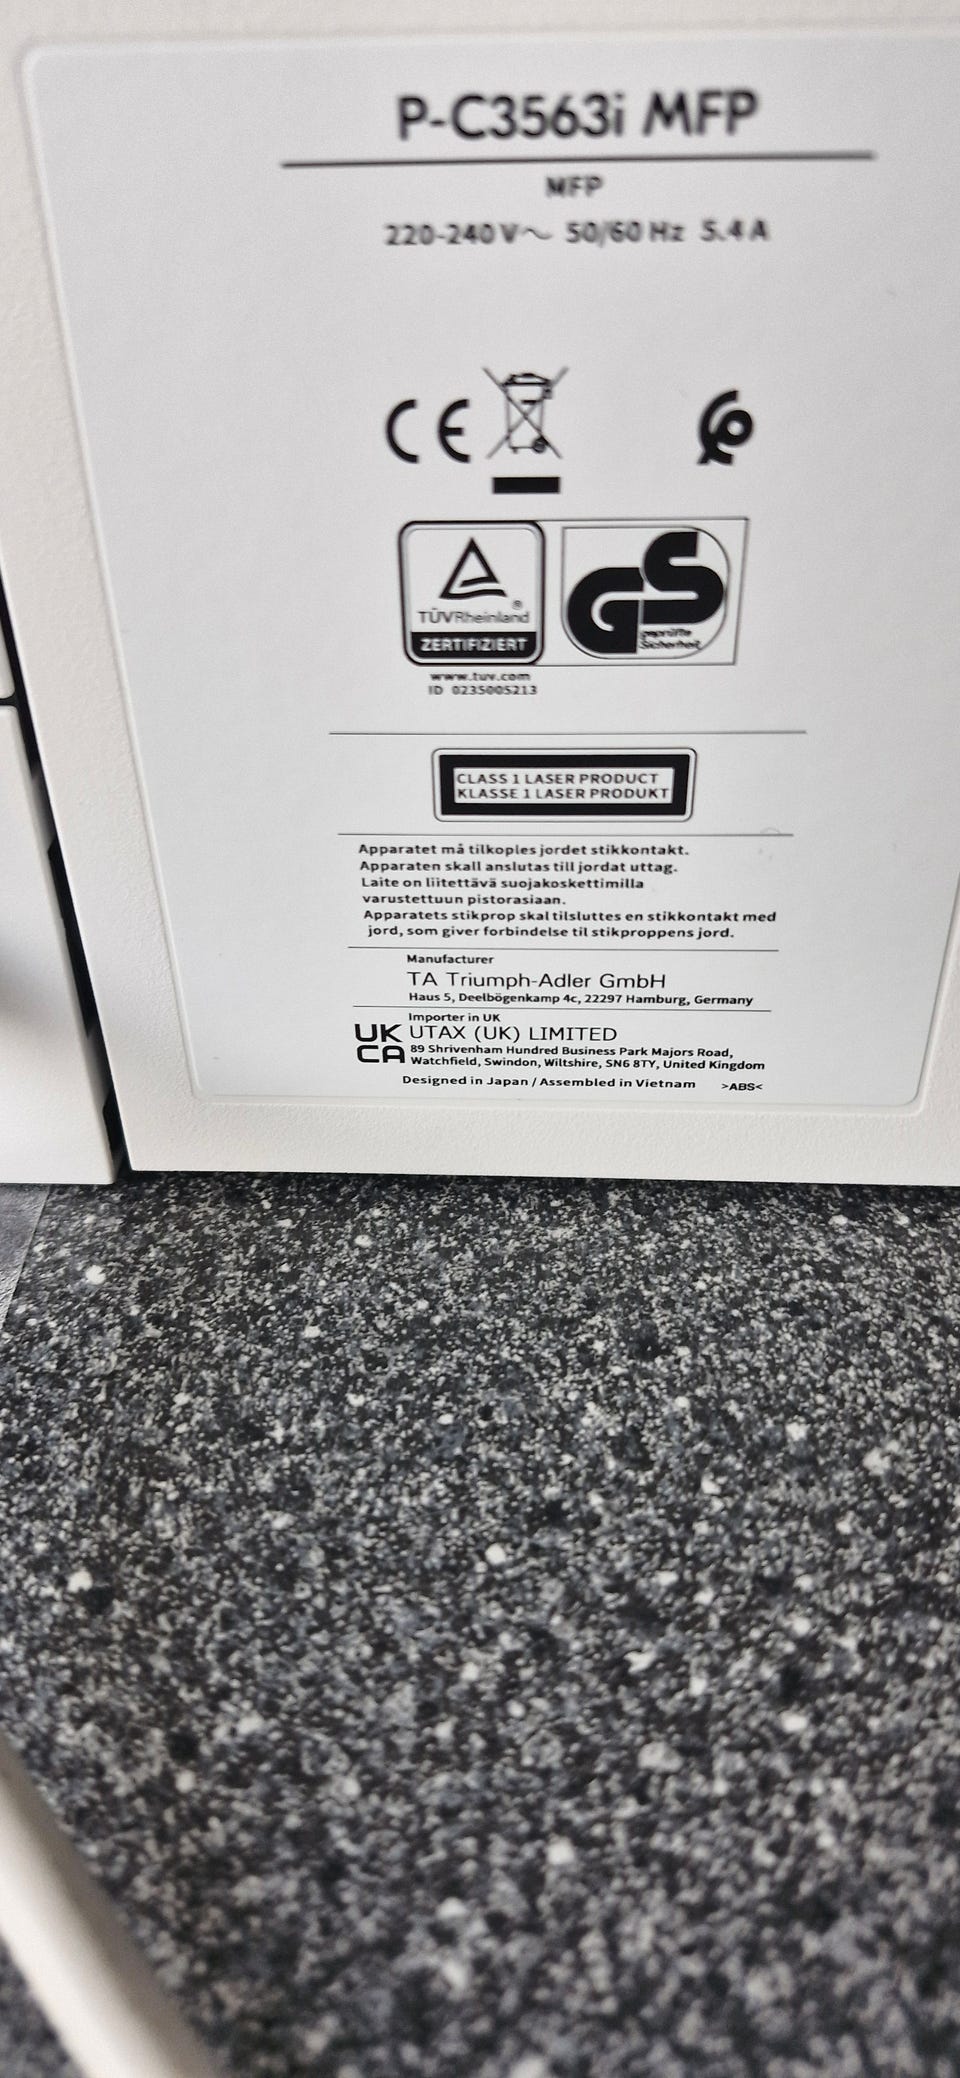 P-C3563i MFP
MFP
220-240 V~ 50/60 Hz 5.4 A
CE
TÜVRheinland®
ZERTIFIZIERT
GS
geprüfte
Sicherheit
www.tuv.com
ID 0235005213
CLASS 1 LASER PRODUCT
KLASSE 1 LASER PRODUKT
Apparatet må tilkoples jordet stikkontakt.
Apparaten skall anslutas till jordat uttag.
Laite on liitettävä suojakoskettimilla
varustettuun pistorasiaan.
Apparatets stikprop skal tilsluttes en stikkontakt med
jord, som giver forbindelse til stikproppens jord.
Manufacturer
TA Triumph-Adler GmbH
Haus 5, Deelbögenkamp 4c, 22297 Hamburg, Germany
Importer in UK
UK CA
UTAX (UK) LIMITED
89 Shrivenham Hundred Business Park Majors Road,
Watchfield, Swindon, Wiltshire, SN6 8TY, United Kingdom
Designed in Japan / Assembled in Vietnam >ABS<